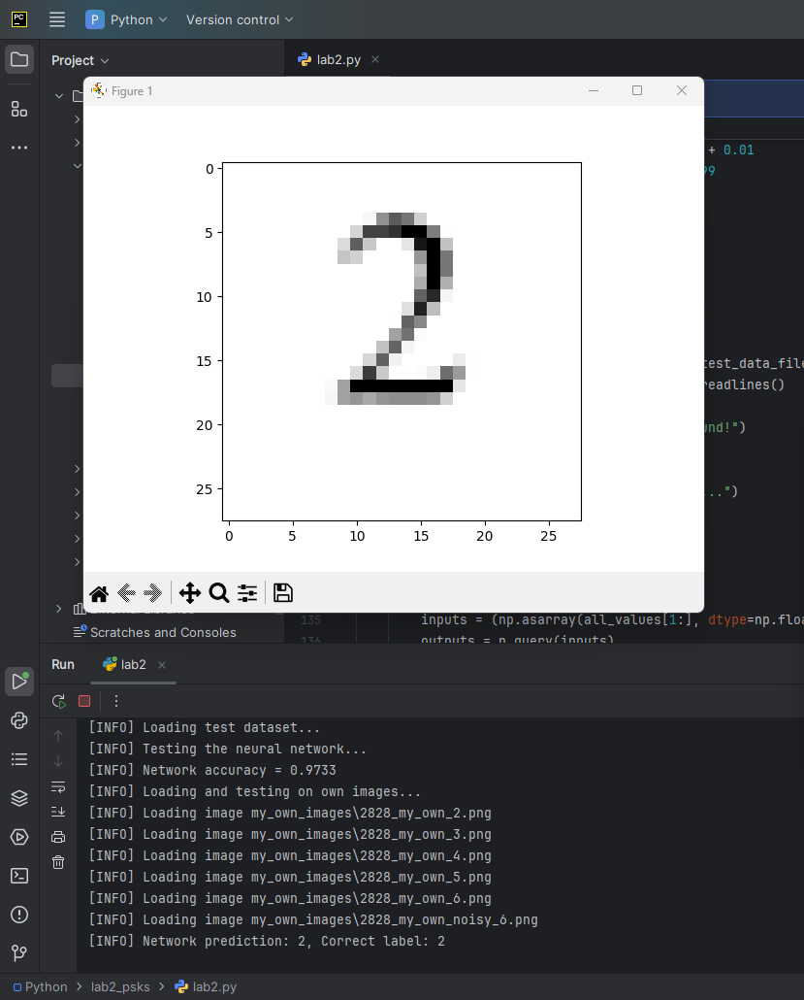 PC
P Python Version control
Project
lab2.py
Figure 1
+ 0.01
99
0
5
10
15
20
25
0 5 10 15 20 25
test_data_file
readlines()
und!")
..")
135 inputs = (np.asarray(all_values[1:], dtype=np.floa
136 outputs = n.query(inputs)
External Libraries
Scratches and Consoles
Run lab2
[INFO] Loading test dataset...
[INFO] Testing the neural network...
[INFO] Network accuracy = 0.9733
[INFO] Loading and testing on own images...
[INFO] Loading image my_own_images\2828_my_own_2.png
[INFO] Loading image my_own_images\2828_my_own_3.png
[INFO] Loading image my_own_images\2828_my_own_4.png
[INFO] Loading image my_own_images\2828_my_own_5.png
[INFO] Loading image my_own_images\2828_my_own_6.png
[INFO] Loading image my_own_images\2828_my_own_noisy_6.png
[INFO] Network prediction: 2, Correct label: 2
Python > lab2_psks > lab2.py